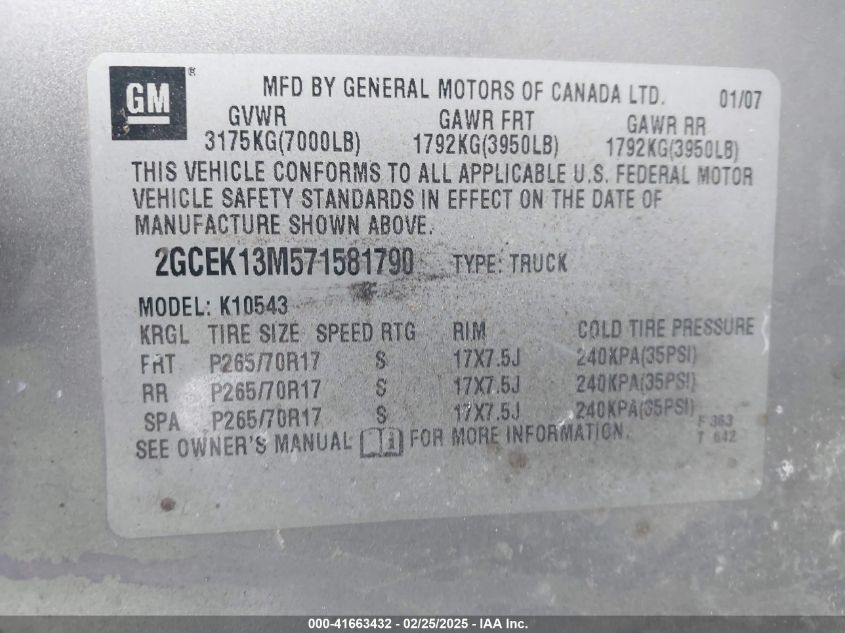 GM ®
MFD BY GENERAL MOTORS OF CANADA LTD. 01/07
GVWR GAWR FRT GAWR RR
3175KG(7000LB) 1792KG(3950LB) 1792KG(3950LB)
THIS VEHICLE CONFORMS TO ALL APPLICABLE U.S. FEDERAL MOTOR
VEHICLE SAFETY STANDARDS IN EFFECT ON THE DATE OF
MANUFACTURE SHOWN ABOVE.
2GCEK13M571581790 TYPE: TRUCK
MODEL: K10543
KRGL TIRE SIZE SPEED RTG RIM COLD TIRE PRESSURE
FRT P265/70R17 S 17X7.5J 240KPA(35PSI)
RR P265/70R17 S 17X7.5J 240KPA(35PSI)
SPA P265/70R17 S 17X7.5J 240KPA(35PSI)
SEE OWNER'S MANUAL FOR MORE INFORMATION.
F 363
T 642
000-41663432 - 02/25/2025 - IAA Inc.